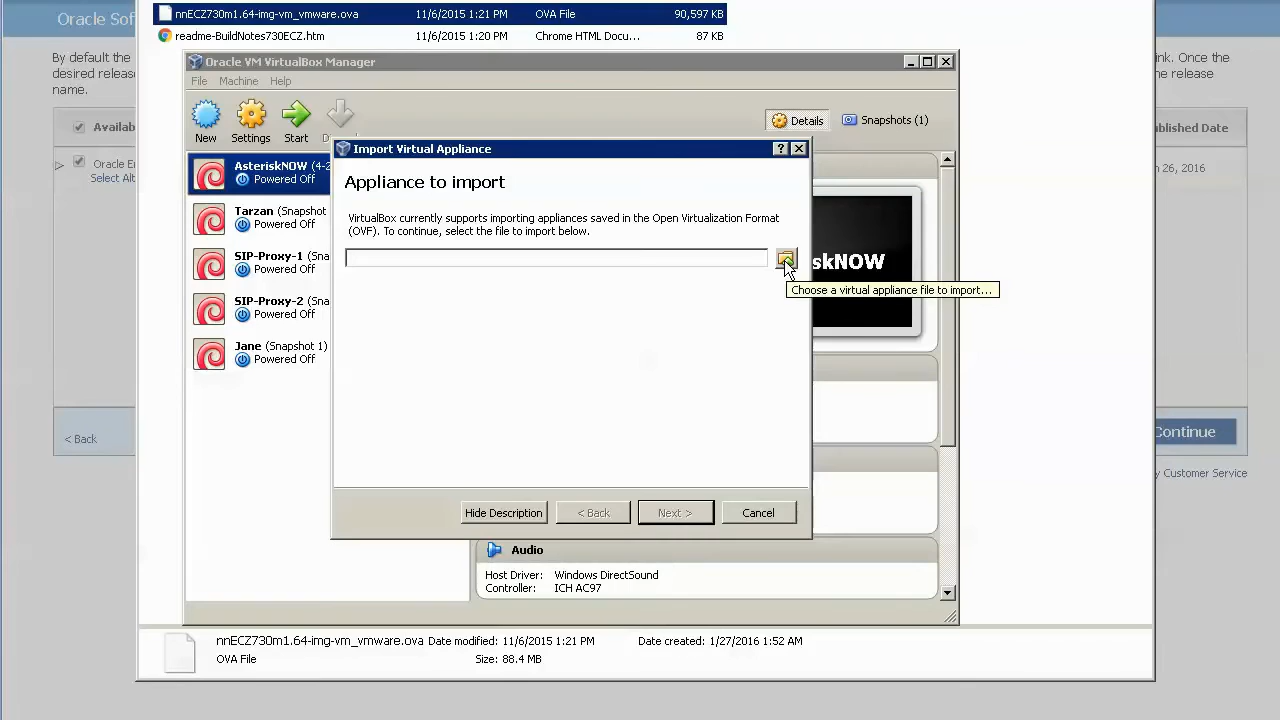 nnECZ730m1.64-img-vm_vmware.ova 11/6/2015 1:21 PM OVA File 90,597 KB
Oracle Sof
readme-BuildNotes730ECZ.htm 11/6/2015 1:20 PM Chrome HTML Docu... 87 KB
By default the
ink. Once the
desired releas
the release
name.
Oracle VM VirtualBox Manager
File Machine Help
New Settings Start
Details Snapshots (1)
Availab
ublished Date
Oracle En
Select Alt
n 26, 2016
Import Virtual Appliance
AsteriskNOW (4-2
Powered Off
Tarzan (Snapshot
Powered Off
SIP-Proxy-1 (Sna
Powered Off
SIP-Proxy-2 (Sna
Powered Off
Jane (Snapshot 1)
Powered Off
Appliance to import
VirtualBox currently supports importing appliances saved in the Open Virtualization Format
(OVF). To continue, select the file to import below.
skNOW
Choose a virtual appliance file to import...
< Back
Continue
y Customer Service
Hide Description < Back Next > Cancel
Audio
Host Driver: Windows DirectSound
Controller: ICH AC97
nnECZ730m1.64-img-vm_vmware.ova Date modified: 11/6/2015 1:21 PM Date created: 1/27/2016 1:52 AM
OVA File Size: 88.4 MB